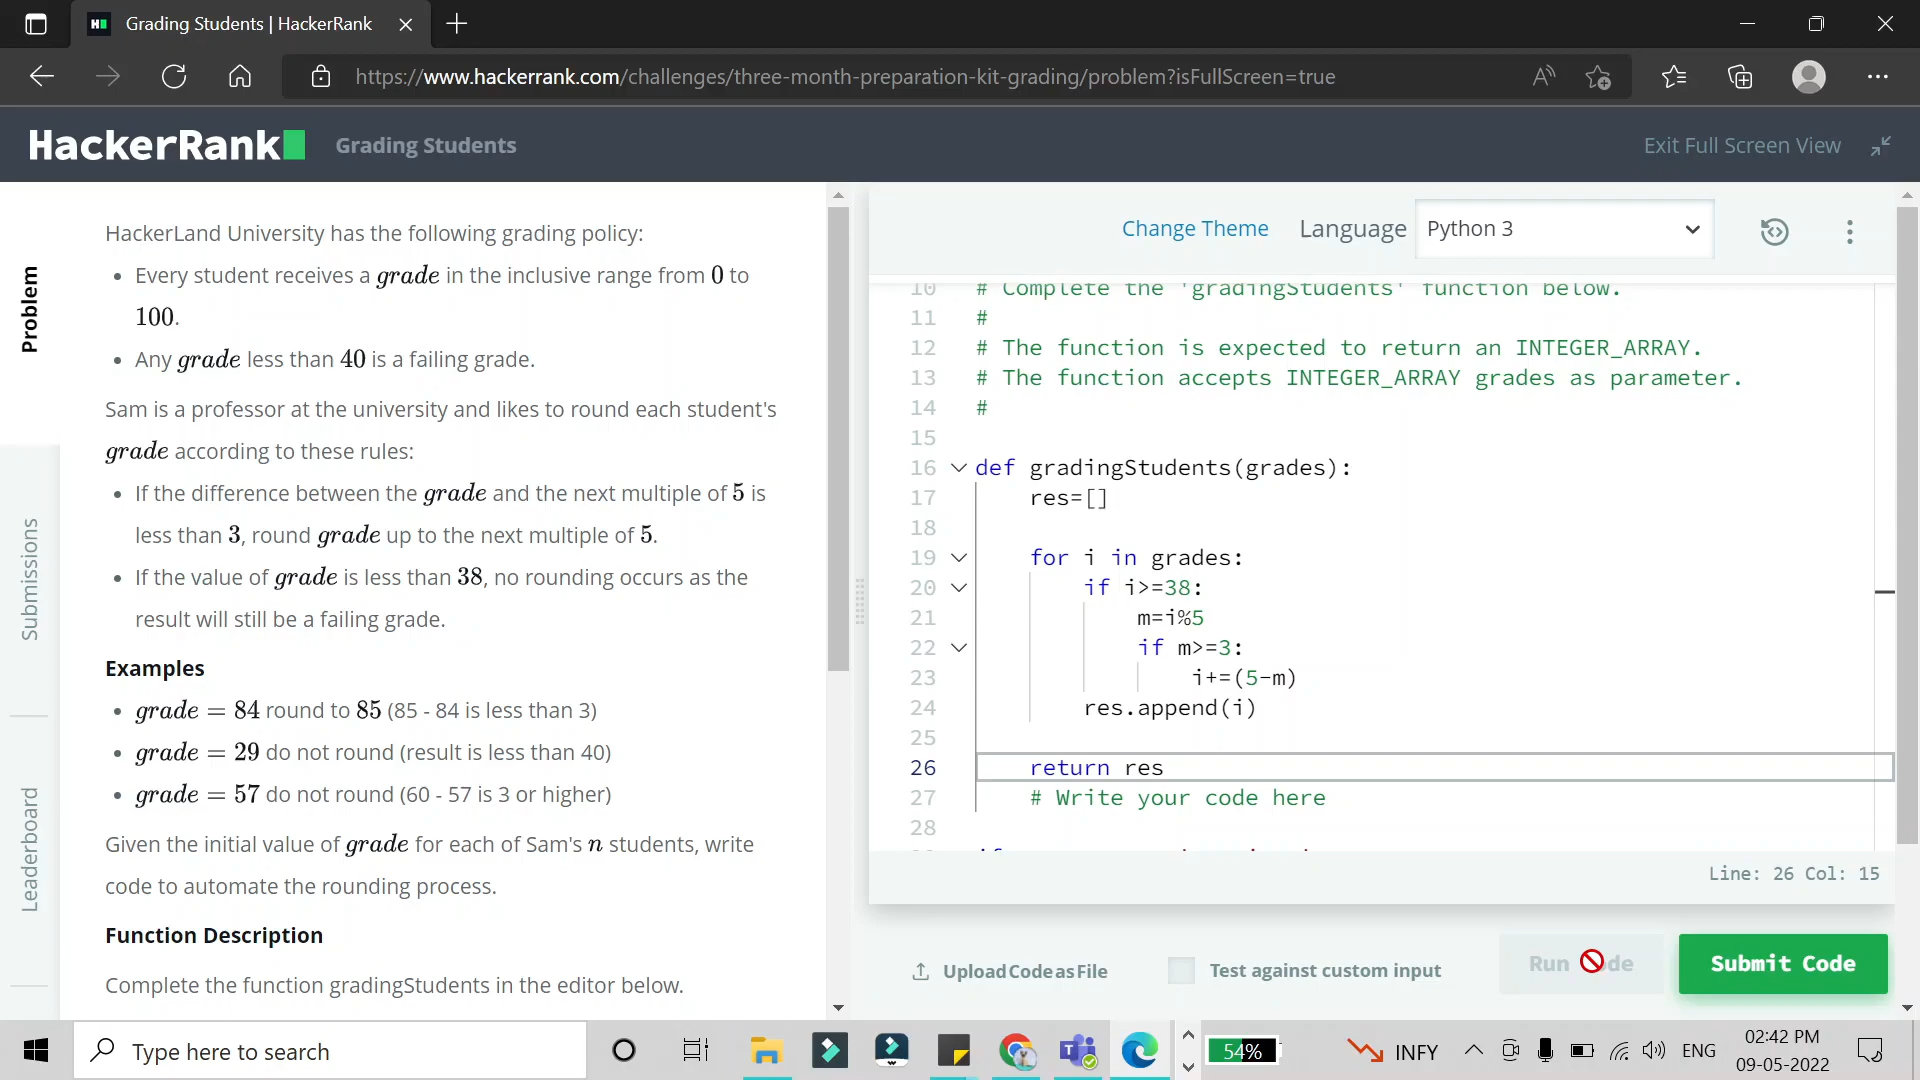 Grading Students | HackerRank
https://www.hackerrank.com/challenges/three-month-preparation-kit-grading/problem?isFullScreen=true
HackerRank
Grading Students
Exit Full Screen View
Problem
Submissions
Leaderboard
HackerLand University has the following grading policy:
• Every student receives a grade in the inclusive range from 0 to
100.
• Any grade less than 40 is a failing grade.
Sam is a professor at the university and likes to round each student's
grade according to these rules:
• If the difference between the grade and the next multiple of 5 is
less than 3, round grade up to the next multiple of 5.
• If the value of grade is less than 38, no rounding occurs as the
result will still be a failing grade.
Examples
• grade = 84 round to 85 (85 - 84 is less than 3)
• grade = 29 do not round (result is less than 40)
• grade = 57 do not round (60 - 57 is 3 or higher)
Given the initial value of grade for each of Sam's n students, write
code to automate the rounding process.
Function Description
Complete the function gradingStudents in the editor below.
Change Theme Language Python 3
10 # Complete the 'gradingStudents' function below.
11 #
12 # The function is expected to return an INTEGER_ARRAY.
13 # The function accepts INTEGER_ARRAY grades as parameter.
14 #
15
16 def gradingStudents(grades):
17 res=[]
18
19 for i in grades:
20 if i>=38:
21 m=i%5
22 if m>=3:
23 i+=(5-m)
24 res.append(i)
25
26 return res
27 # Write your code here
28
Line: 26 Col: 15
Upload Code as File
Test against custom input
Run de
Submit Code
Type here to search
54%
INFY
ENG
02:42 PM
09-05-2022